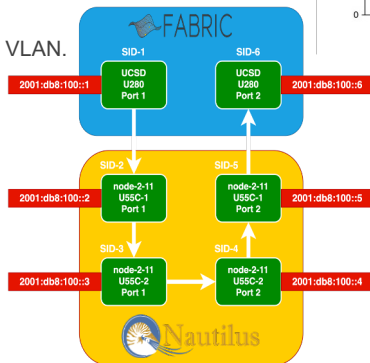 0
FABRIC
VLAN.
SID-1
SID-6
2001:db8:100::1
UCSD
U280
Port 1
UCSD
U280
Port 2
2001:db8:100::6
SID-2
SID-5
2001:db8:100::2
node-2-11
U55C-1
Port 1
node-2-11
U55C-1
Port 2
2001:db8:100::5
SID-3
SID-4
2001:db8:100::3
node-2-11
U55C-2
Port 1
node-2-11
U55C-2
Port 2
2001:db8:100::4
Nautilus